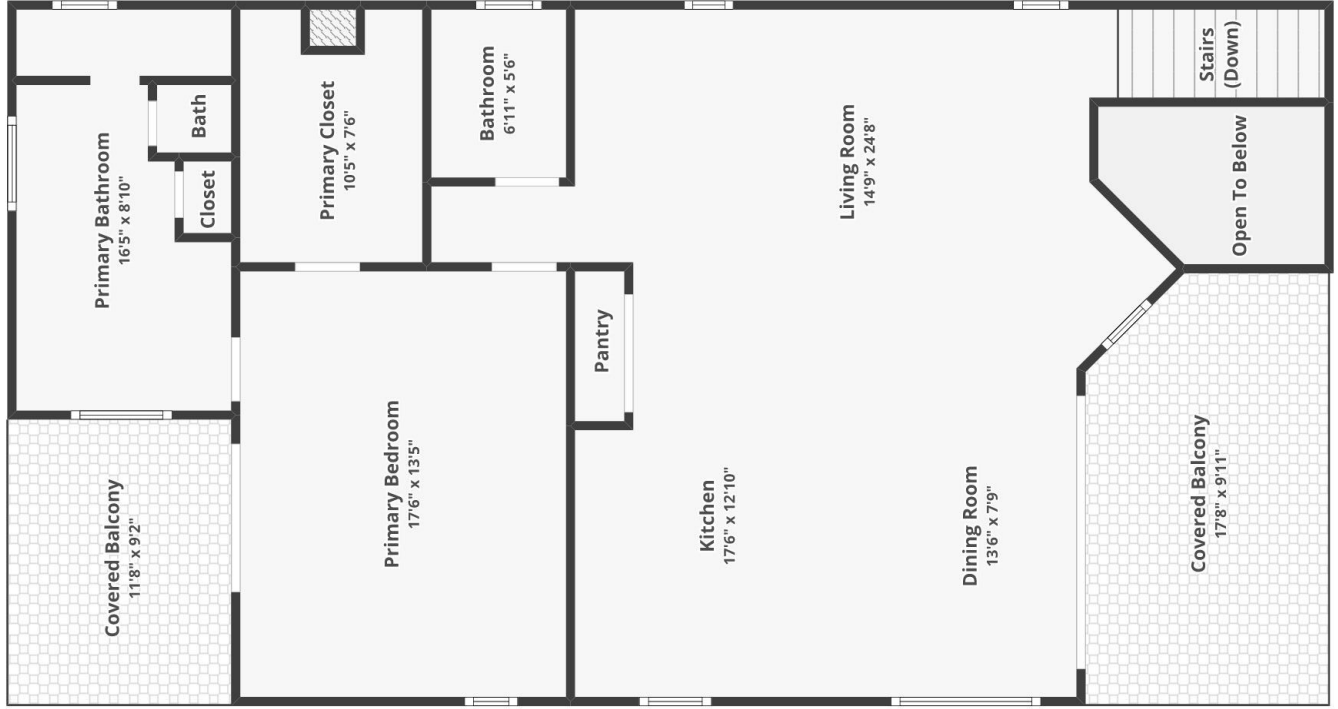 Primary Bathroom
16'5" x 8'10"
Bath
Closet
Primary Closet
10'5" x 7'6"
Bathroom
6'11" x 5'6"
Living Room
14'9" x 24'8"
Stairs
(Down)
Open To Below
Pantry
Covered Balcony
11'8" x 9'2"
Primary Bedroom
17'6" x 13'5"
Kitchen
17'6" x 12'10"
Dining Room
13'6" x 7'9"
Covered Balcony
17'8" x 9'11"